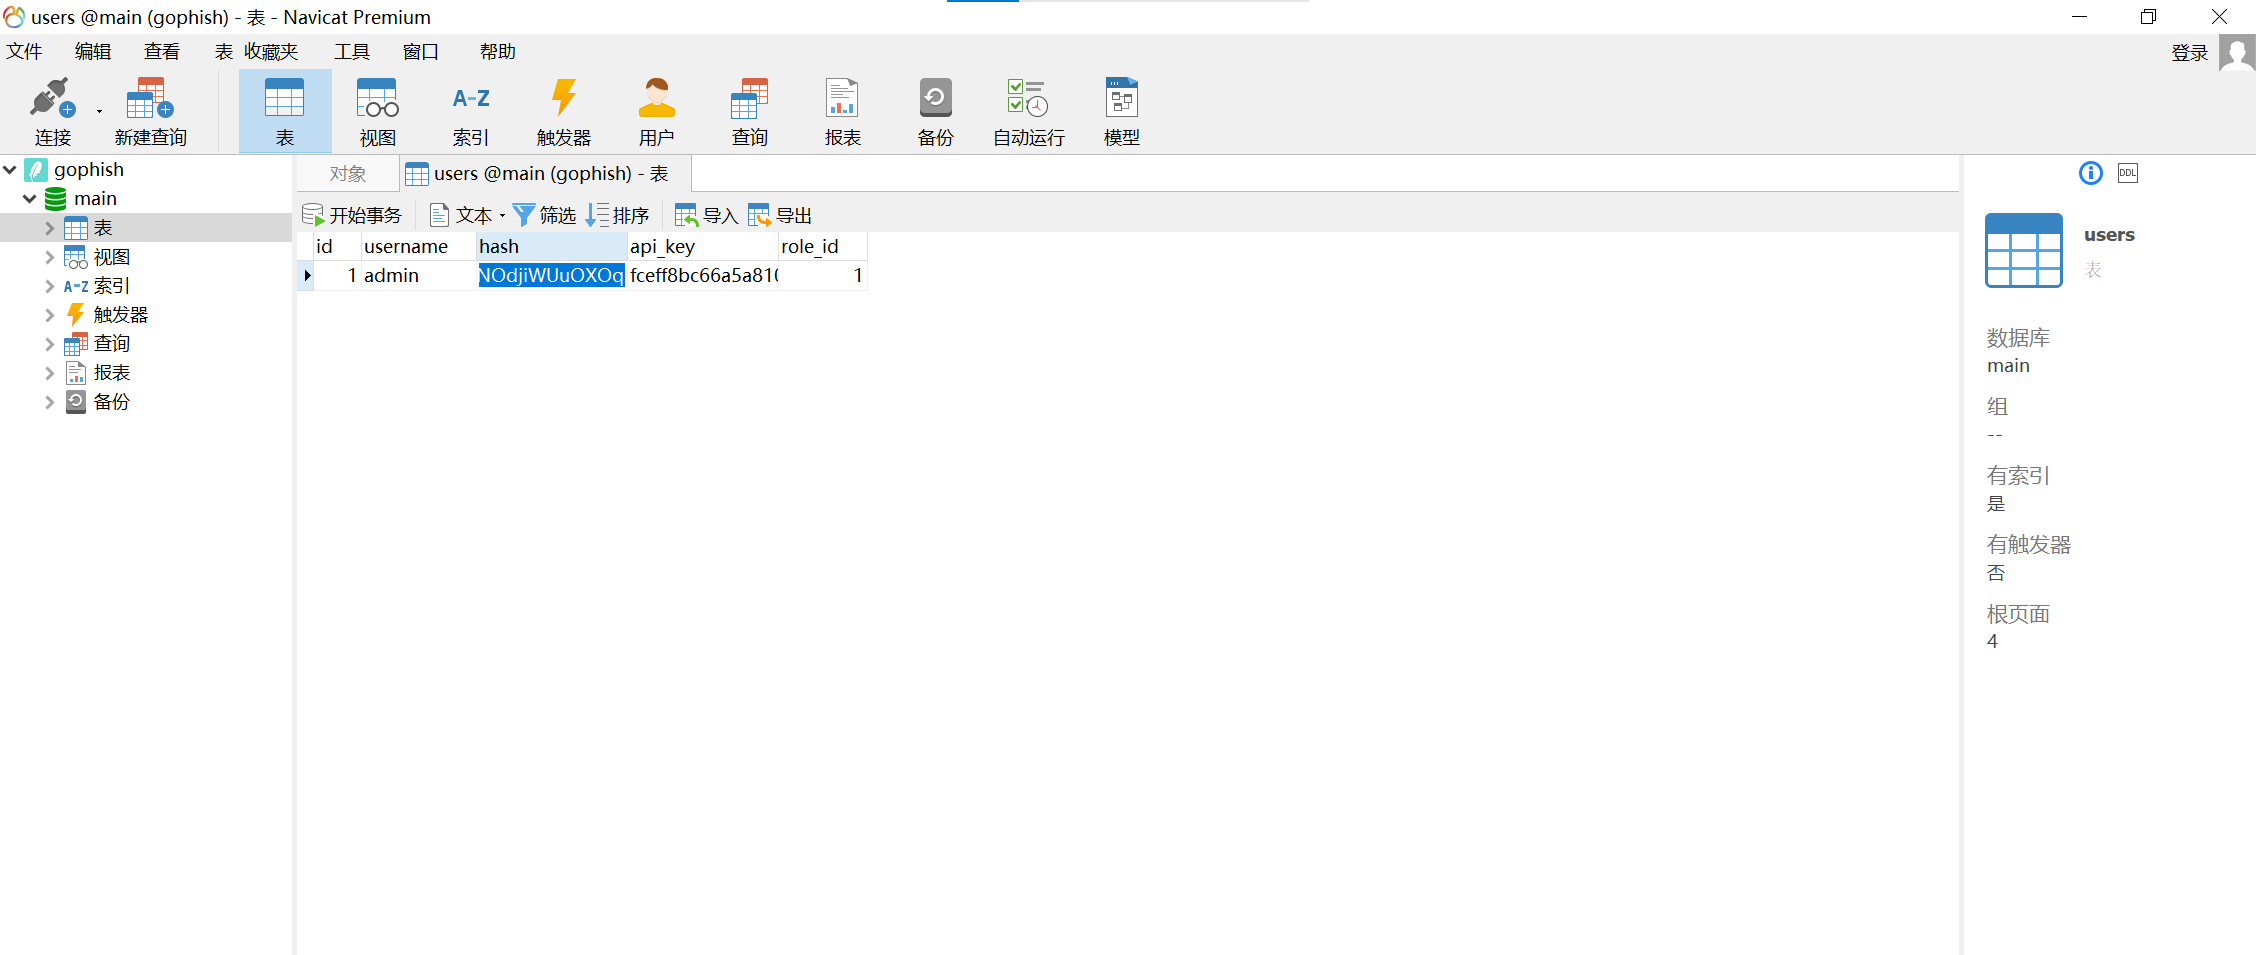 users @main (gophish) - 表 - Navicat Premium
文件 编辑 查看 表 收藏夹 工具 窗口 帮助 登录
连接 新建查询 表 视图 A-Z 索引 触发器 用户 查询 报表 备份 自动运行 模型
gophish
main
表
视图
A-Z 索引
触发器
查询
报表
备份
对象 users @main (gophish) - 表
开始事务 文本 筛选 排序 导入 导出
id username hash api_key role_id
1 admin NOdjiWUuOXOq fceff8bc66a5a810 1
DDL
users
表
数据库
main
组
--
有索引
是
有触发器
否
根页面
4